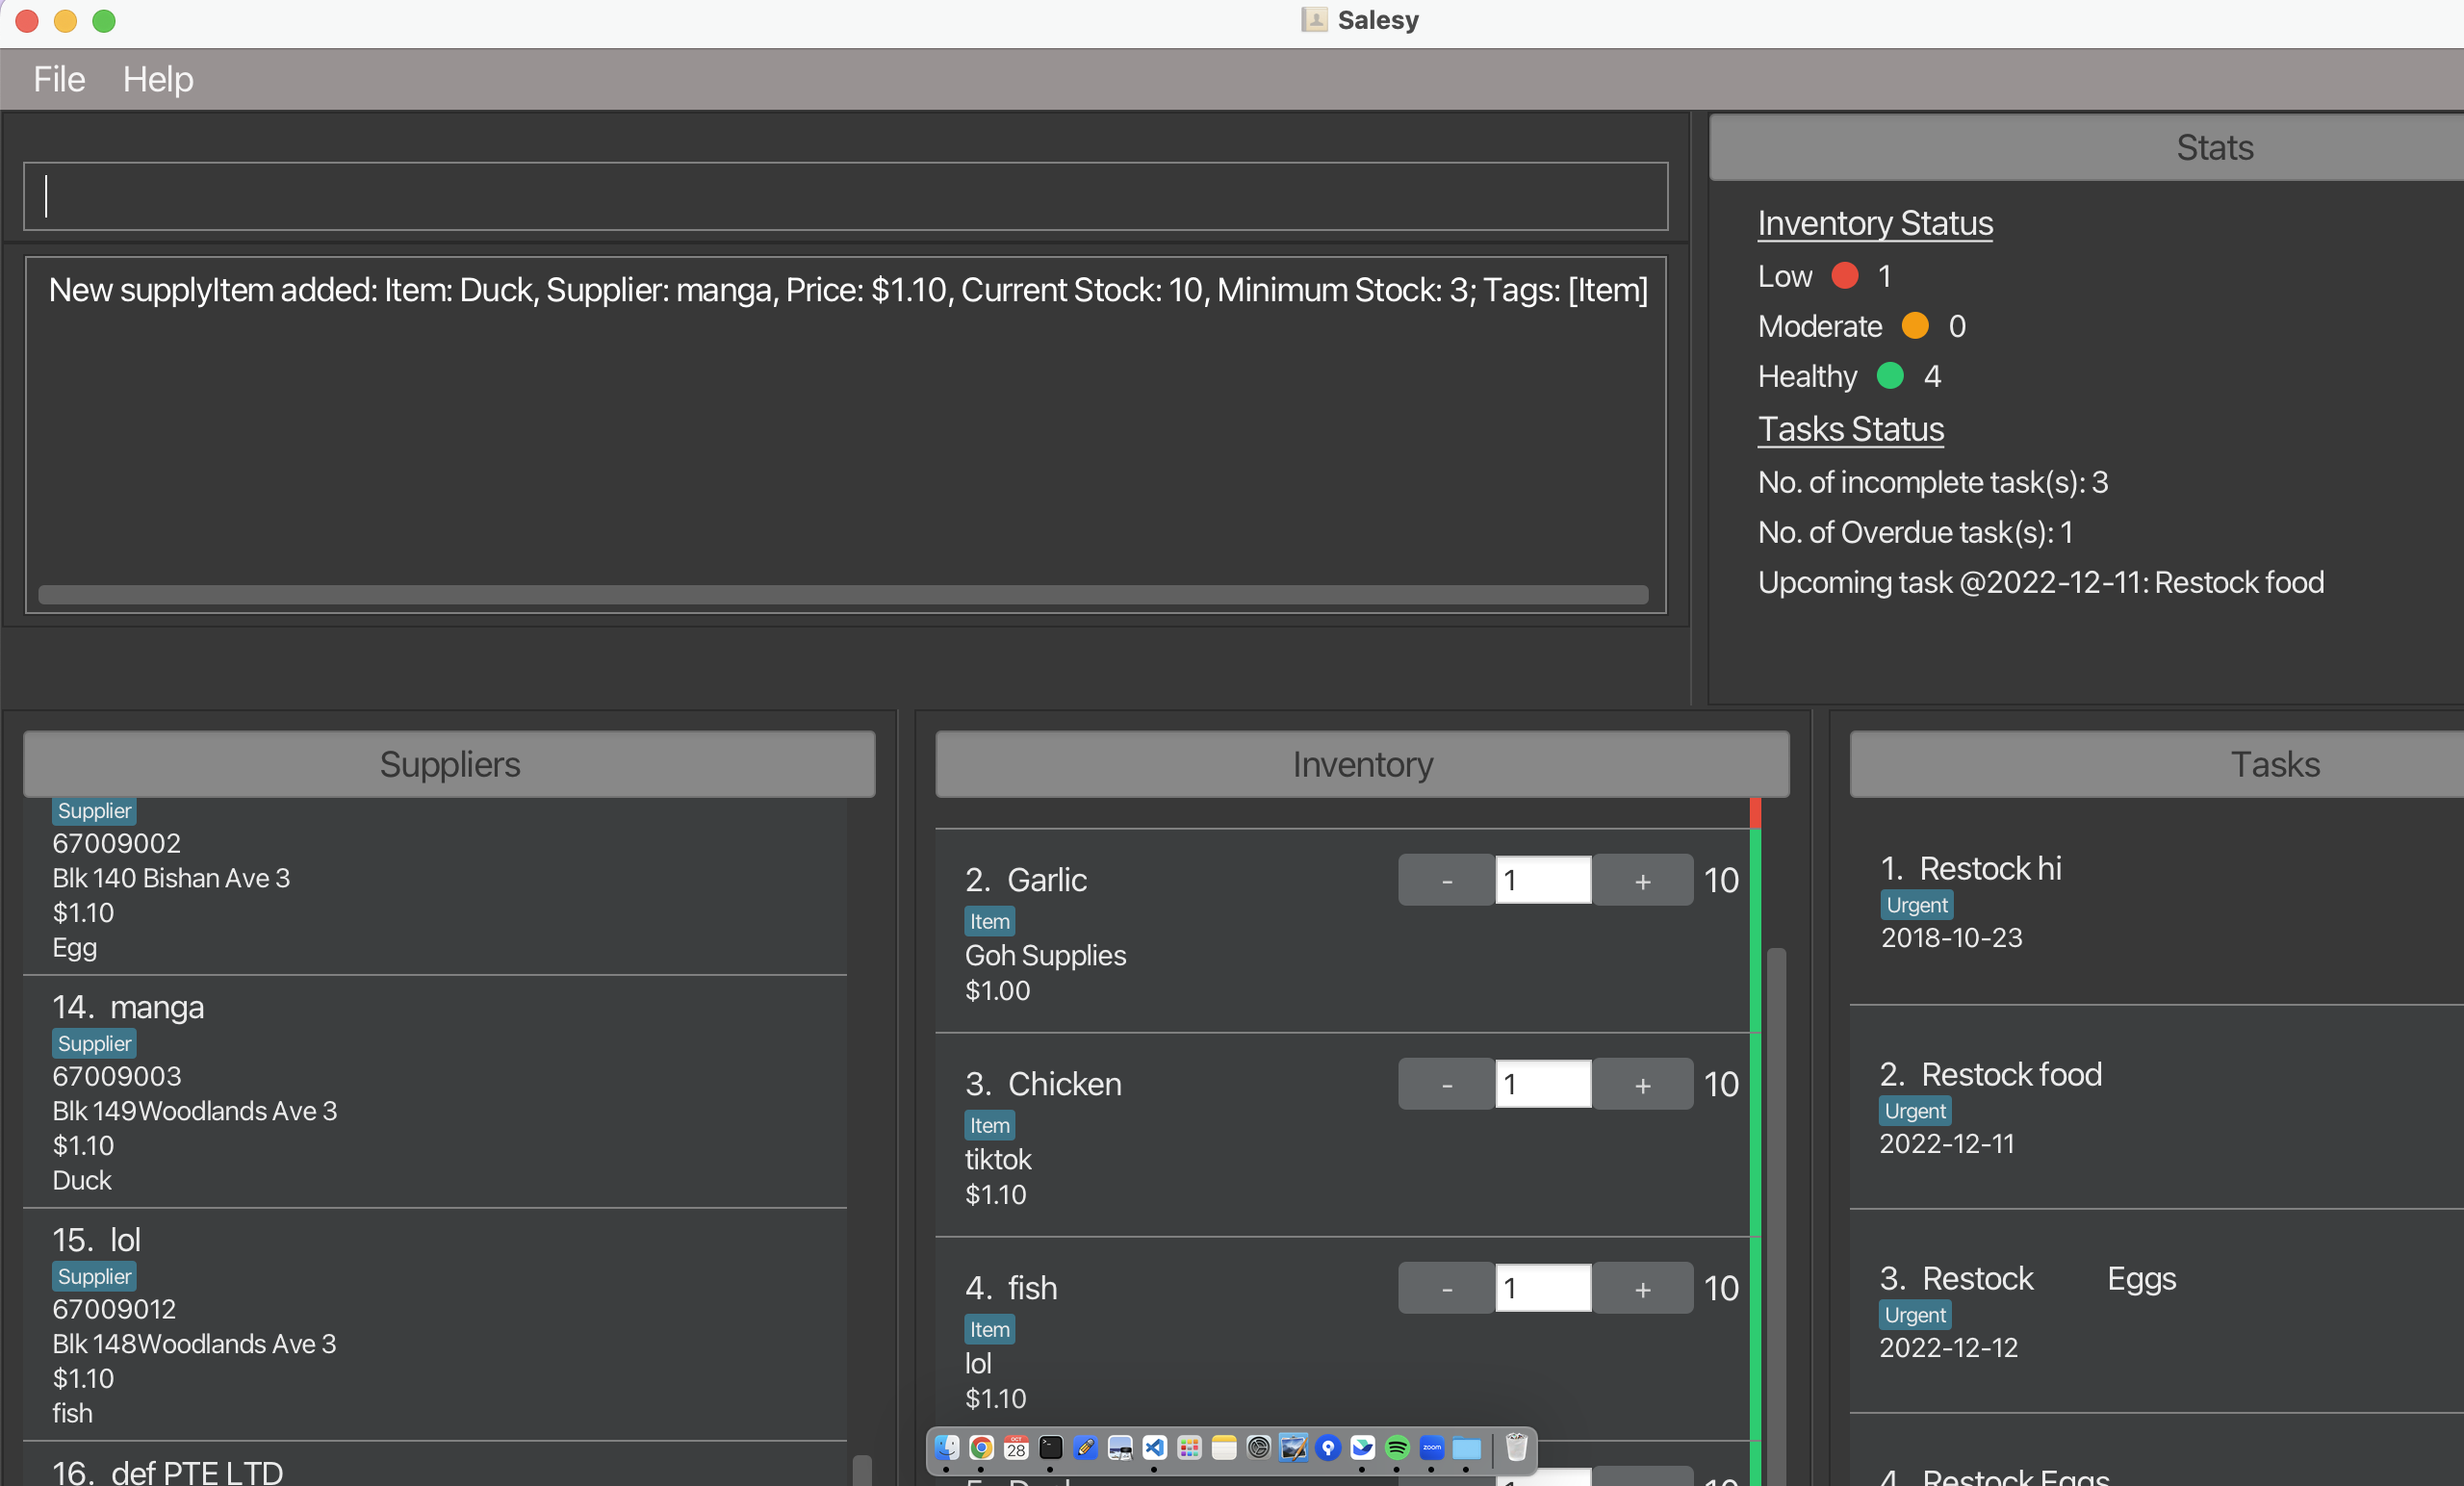 Salesy
File Help
New supplyItem added: Item: Duck, Supplier: manga, Price: $1.10, Current Stock: 10, Minimum Stock: 3; Tags: [Item]
Stats
Inventory Status
Low 1
Moderate 0
Healthy 4
Tasks Status
No. of incomplete task(s): 3
No. of Overdue task(s): 1
Upcoming task @2022-12-11: Restock food
Suppliers
Supplier
67009002
Blk 140 Bishan Ave 3
$1.10
Egg
14. manga
Supplier
67009003
Blk 149Woodlands Ave 3
$1.10
Duck
15. lol
Supplier
67009012
Blk 148Woodlands Ave 3
$1.10
fish
16. def PTE LTD
Inventory
2. Garlic - 1 + 10
Item
Goh Supplies
$1.00
3. Chicken - 1 + 10
Item
tiktok
$1.10
4. fish - 1 + 10
Item
lol
$1.10
Tasks
1. Restock hi
Urgent
2018-10-23
2. Restock food
Urgent
2022-12-11
3. Restock Eggs
Urgent
2022-12-12
4. Restock Eggs
OCT
28
zoom